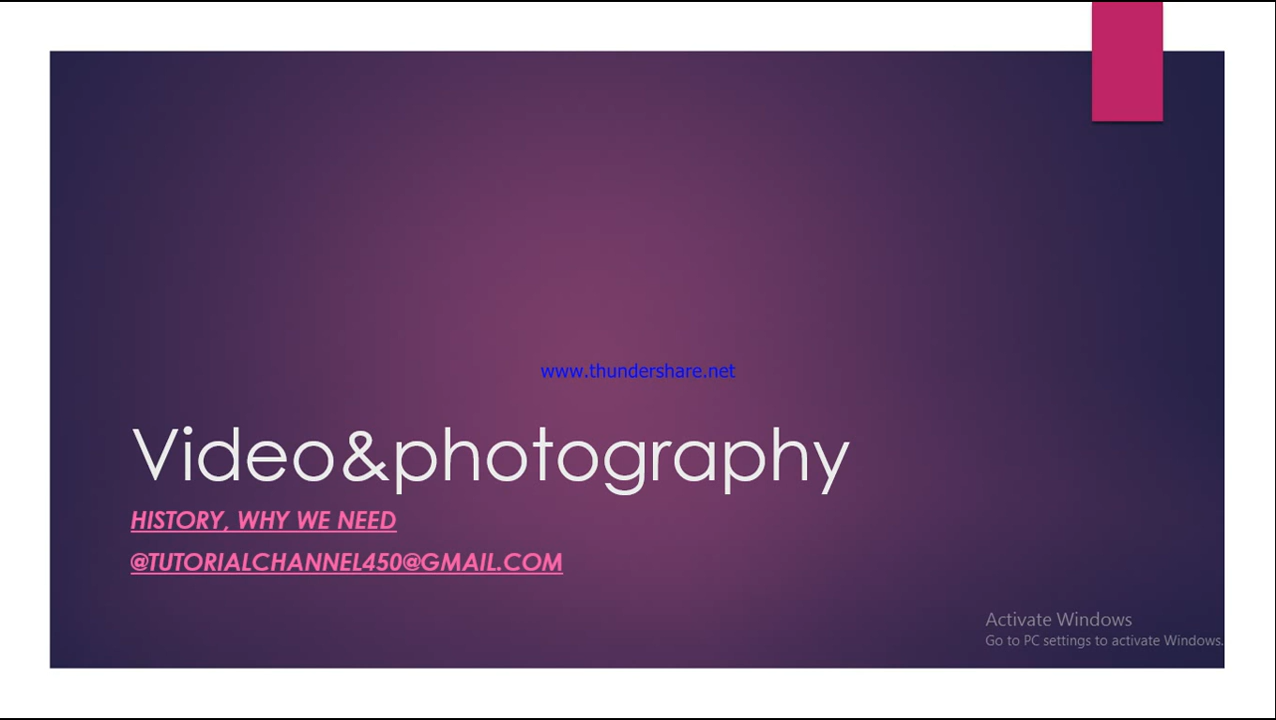 www.thundershare.net
Video&photography
HISTORY, WHY WE NEED
@TUTORIALCHANNEL450@GMAIL.COM
Activate Windows
Go to PC settings to activate Windows.